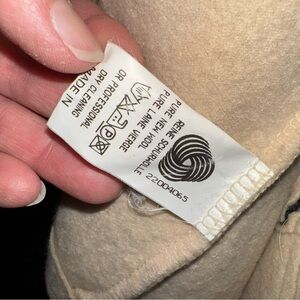 22004065
REINE SCHURWOLLE
PURE NEW WOOL
PURE LAINE VIERGE
P
OR PROFESSIONAL
DRY CLEANING
MADE IN